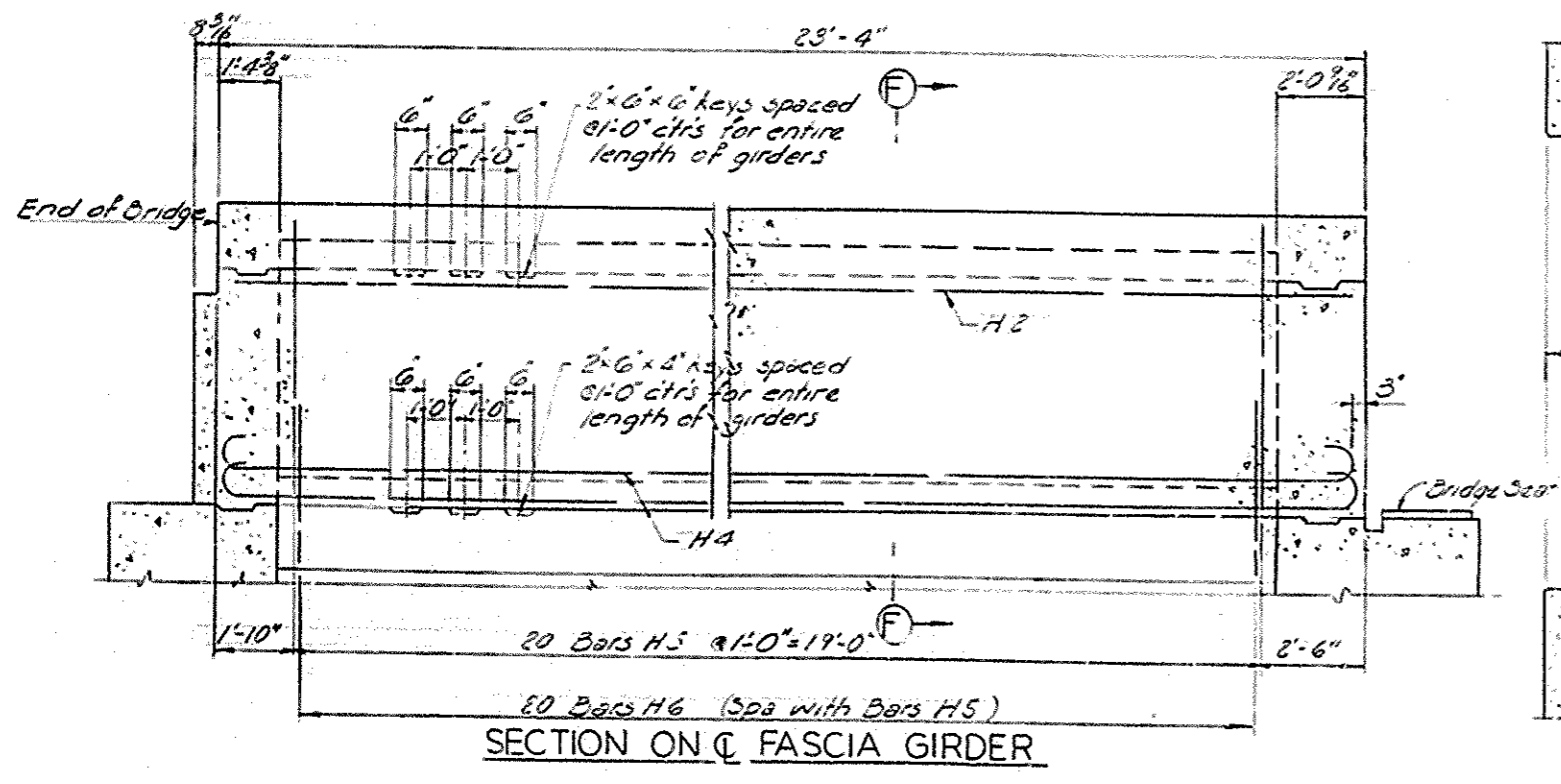 8 3/16"
23'-4"
1'-4 3/8"
2'-0 9/16"
F
2"x6"x6" keys spaced
@1'-0" ctr's for entire
length of girders
6" 6" 6"
1'-0" 1'-0"
End of Bridge
H2
2"x6"x4" keys spaced
@1'-0" ctr's for entire
length of girders
6" 6" 6"
1'-0" 1'-0"
3"
Bridge Seat
H4
F
1'-10"
20 Bars H5 @1'-0"=19'-0"
2'-6"
20 Bars H6 (Spa with Bars H5)
SECTION ON ℄ FASCIA GIRDER